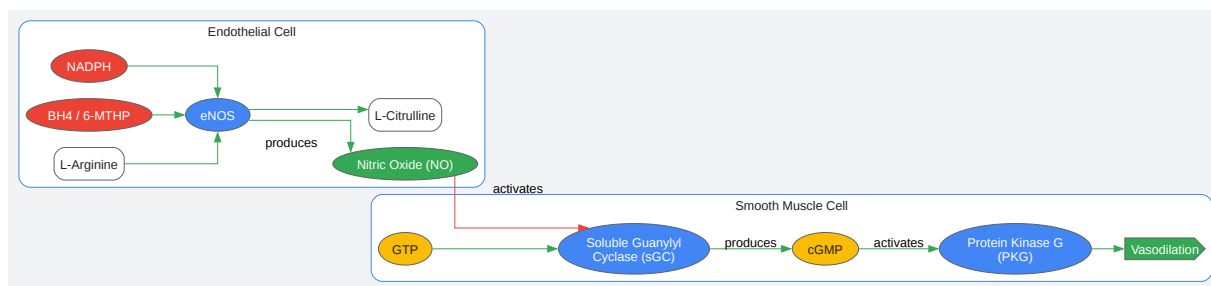 Endothelial Cell
NADPH
BH4 / 6-MTHP
eNOS
L-Citrulline
produces
L-Arginine
Nitric Oxide (NO)
activates
Smooth Muscle Cell
GTP
Soluble Guanylyl
Cyclase (sGC)
produces
cGMP
activates
Protein Kinase G
(PKG)
Vasodilation